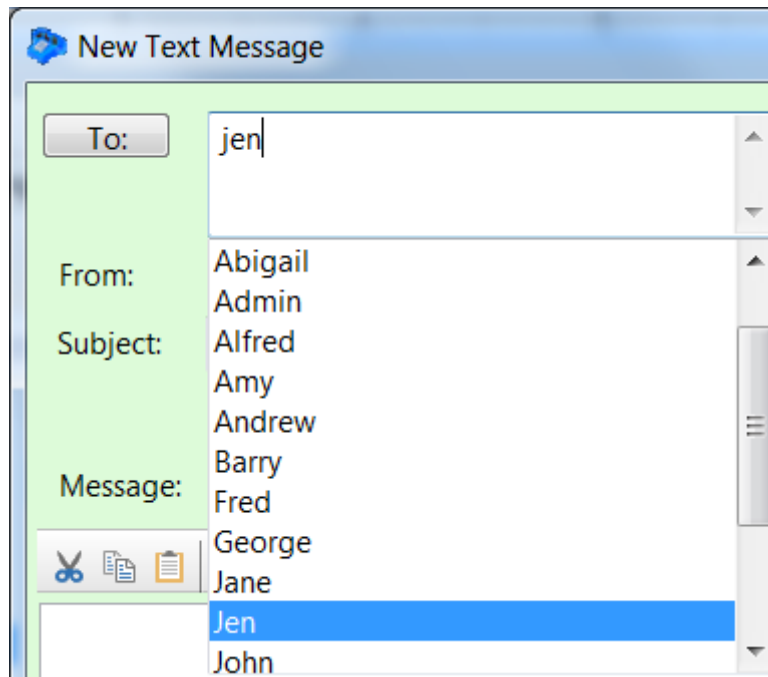 New Text Message
To:
jen
From:
Subject:
Message:
Abigail
Admin
Alfred
Amy
Andrew
Barry
Fred
George
Jane
Jen
John